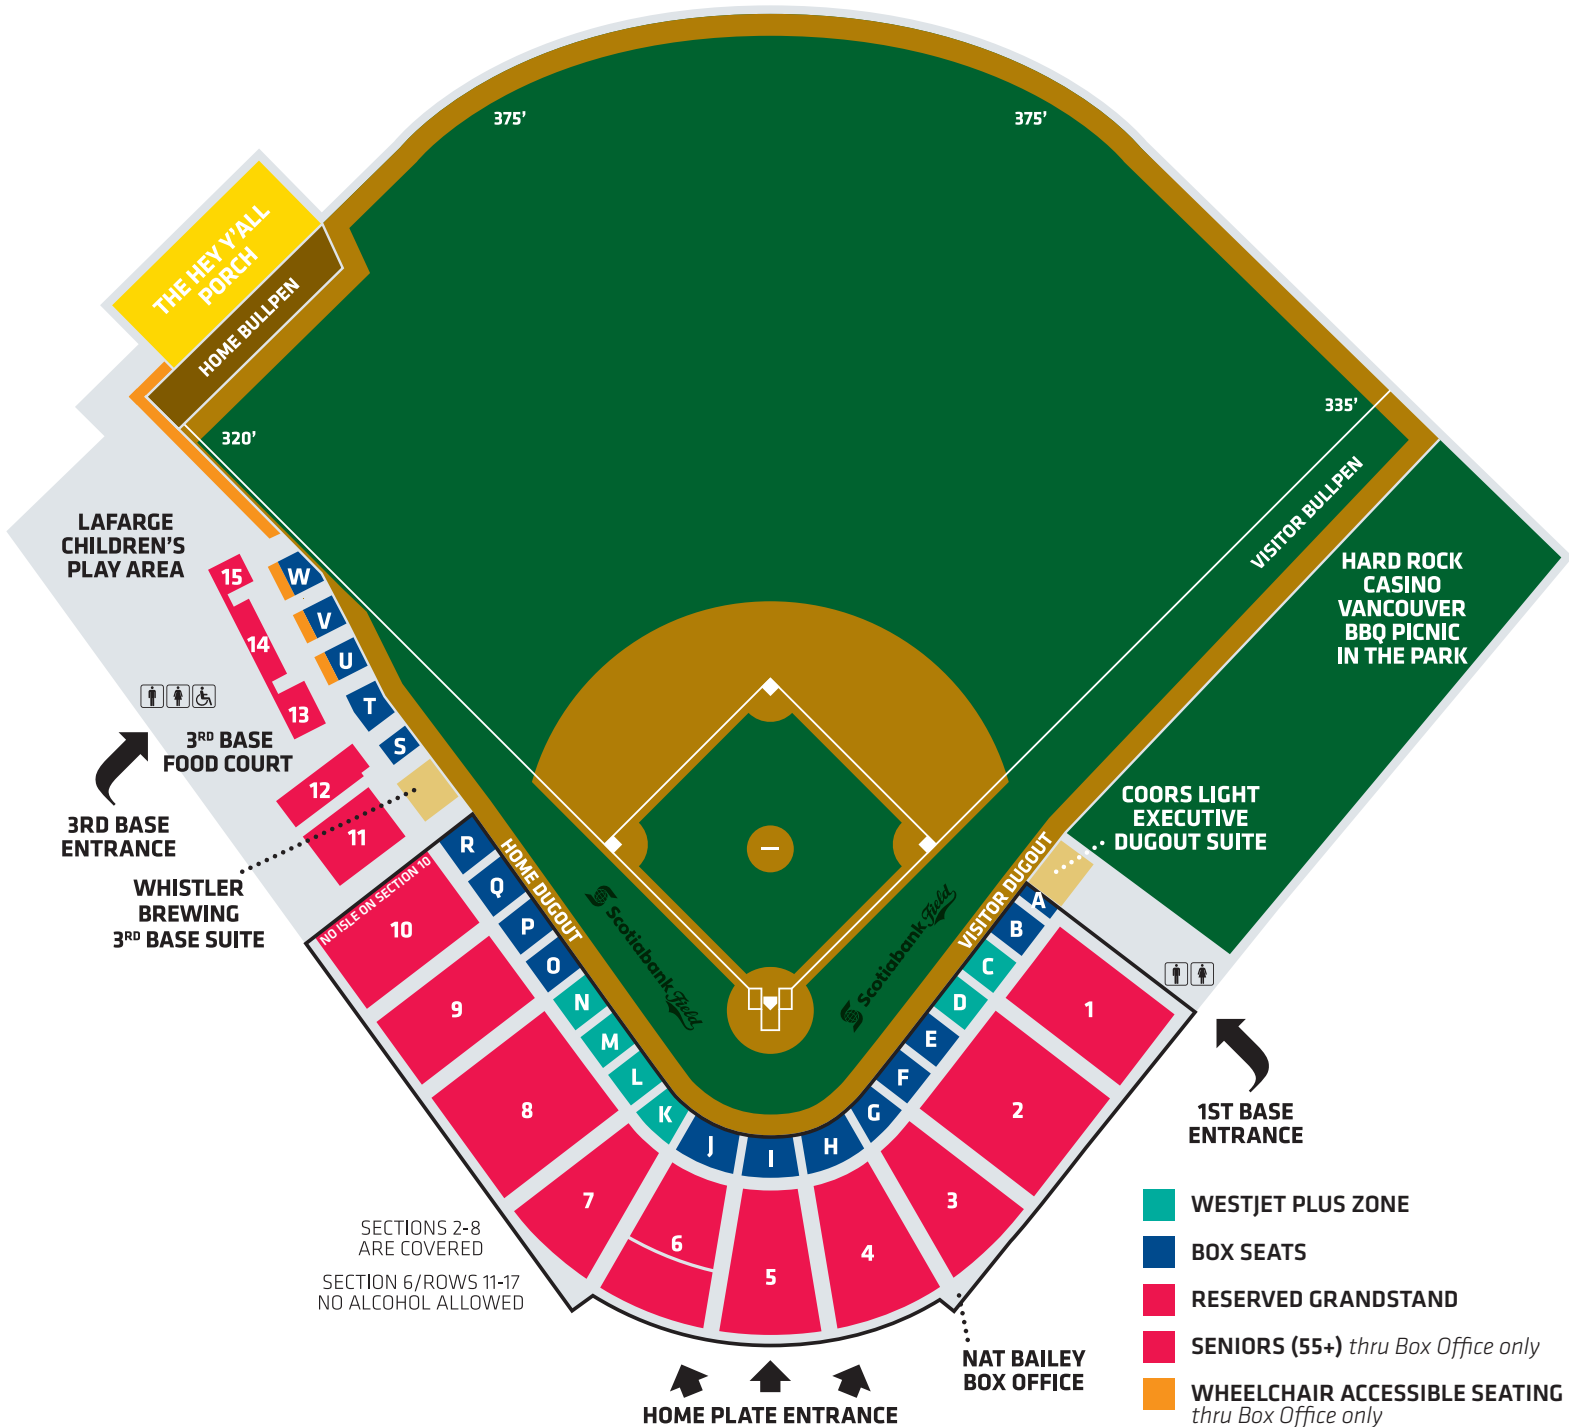 375’
375’
THE HEY Y’ALL
PORCH
HOME BULLPEN
320’
335’
VISITOR BULLPEN
LAFARGE
CHILDREN’S
PLAY AREA
HARD ROCK
CASINO
VANCOUVER
BBQ PICNIC
IN THE PARK
15
14
13
12
11
W
V
U
T
S
3RD BASE
FOOD COURT
3RD BASE
ENTRANCE
WHISTLER
BREWING
3RD BASE SUITE
COORS LIGHT
EXECUTIVE
DUGOUT SUITE
HOME DUGOUT
VISITOR DUGOUT
Scotiabank Field
Scotiabank Field
NO ISLE ON SECTION 10
R
Q
P
O
N
M
L
K
J
I
H
G
F
E
D
C
B
A
10
9
8
7
6
5
4
3
2
1
1ST BASE
ENTRANCE
SECTIONS 2-8
ARE COVERED
SECTION 6/ROWS 11-17
NO ALCOHOL ALLOWED
NAT BAILEY
BOX OFFICE
HOME PLATE ENTRANCE
WESTJET PLUS ZONE
BOX SEATS
RESERVED GRANDSTAND
SENIORS (55+) thru Box Office only
WHEELCHAIR ACCESSIBLE SEATING
thru Box Office only